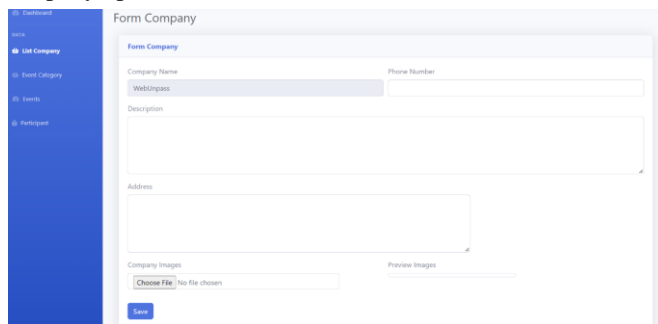 Dashboard
DATA
List Company
Event Category
Events
Participant
Form Company
Form Company
Company Name
Phone Number
WebUnpass
Description
Address
Company Images
Preview Images
Choose File No file chosen
Save